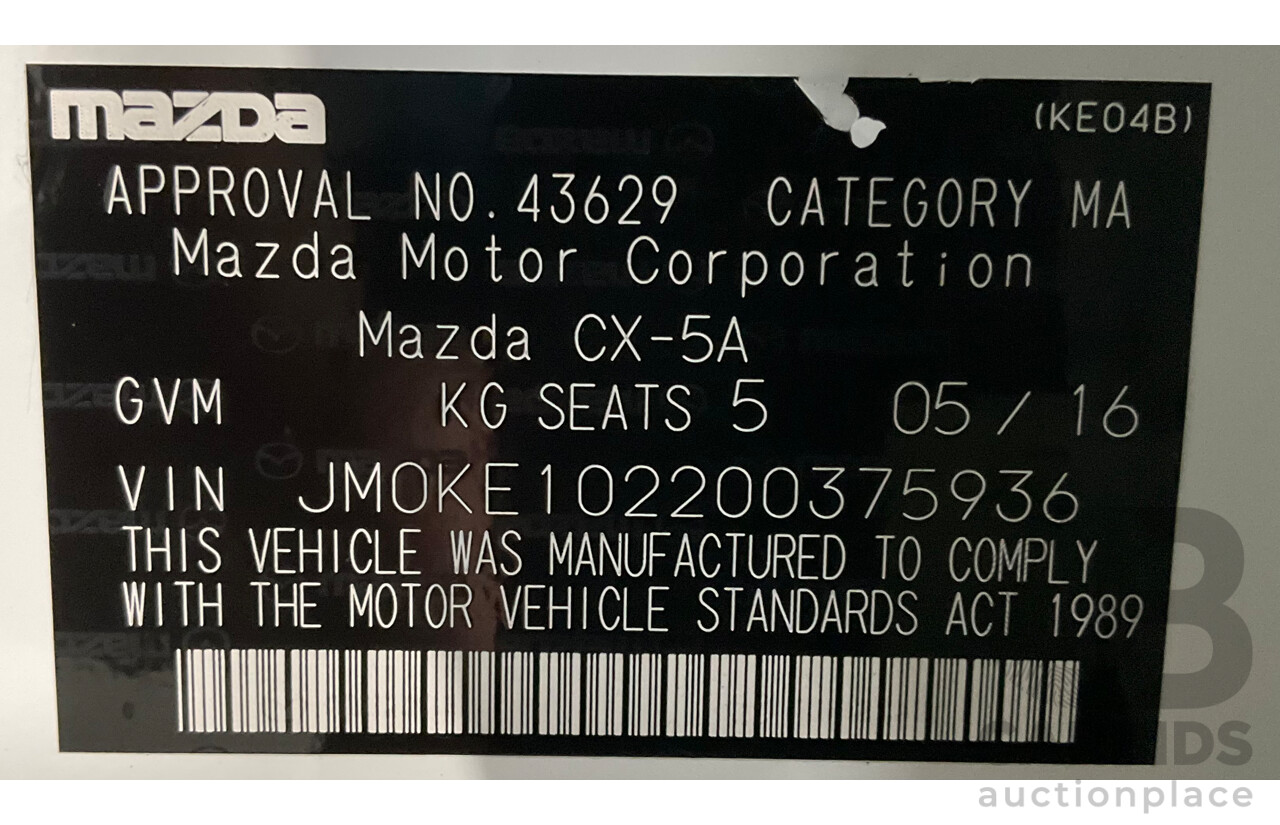 mazda
(KE04B)
APPROVAL NO. 43629 CATEGORY MA
Mazda Motor Corporation
Mazda CX-5A
GVM KG SEATS 5 05 / 16
VIN JM0KE102200375936
THIS VEHICLE WAS MANUFACTURED TO COMPLY
WITH THE MOTOR VEHICLE STANDARDS ACT 1989
auctionplace